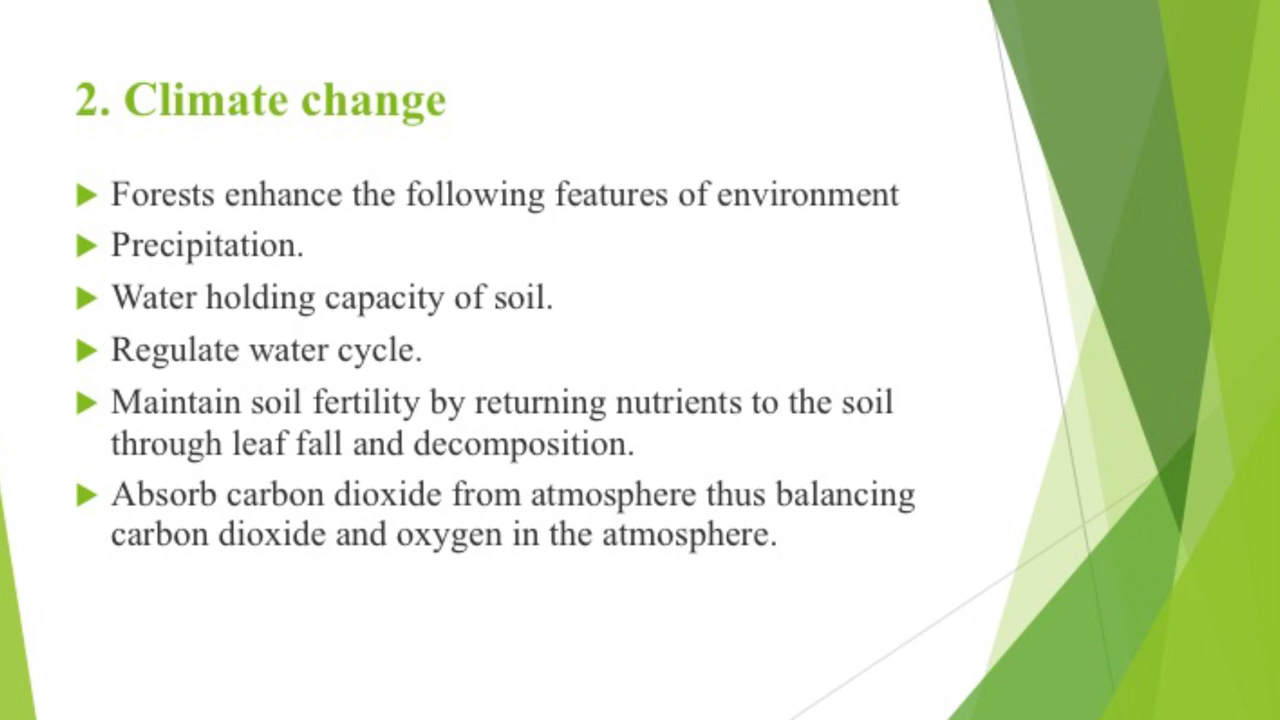 2. Climate change
Forests enhance the following features of environment
Precipitation.
Water holding capacity of soil.
Regulate water cycle.
Maintain soil fertility by returning nutrients to the soil
through leaf fall and decomposition.
Absorb carbon dioxide from atmosphere thus balancing
carbon dioxide and oxygen in the atmosphere.